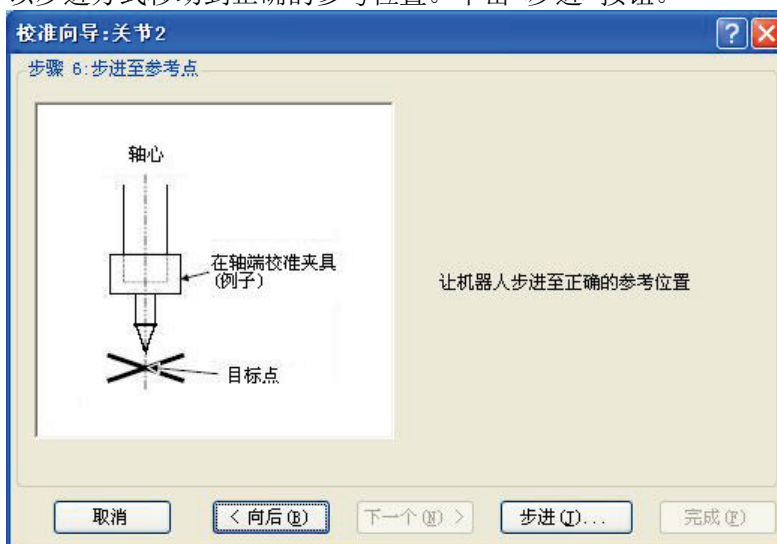 以步进方式移动到正确的参考位置。单击“步进”按钮。
校准向导:关节2
步骤 6:步进至参考点
轴心
在轴端校准夹具
(例子)
目标点
让机器人步进至正确的参考位置
取消
< 向后(B)
下一个(N) >
步进(J)...
完成(F)